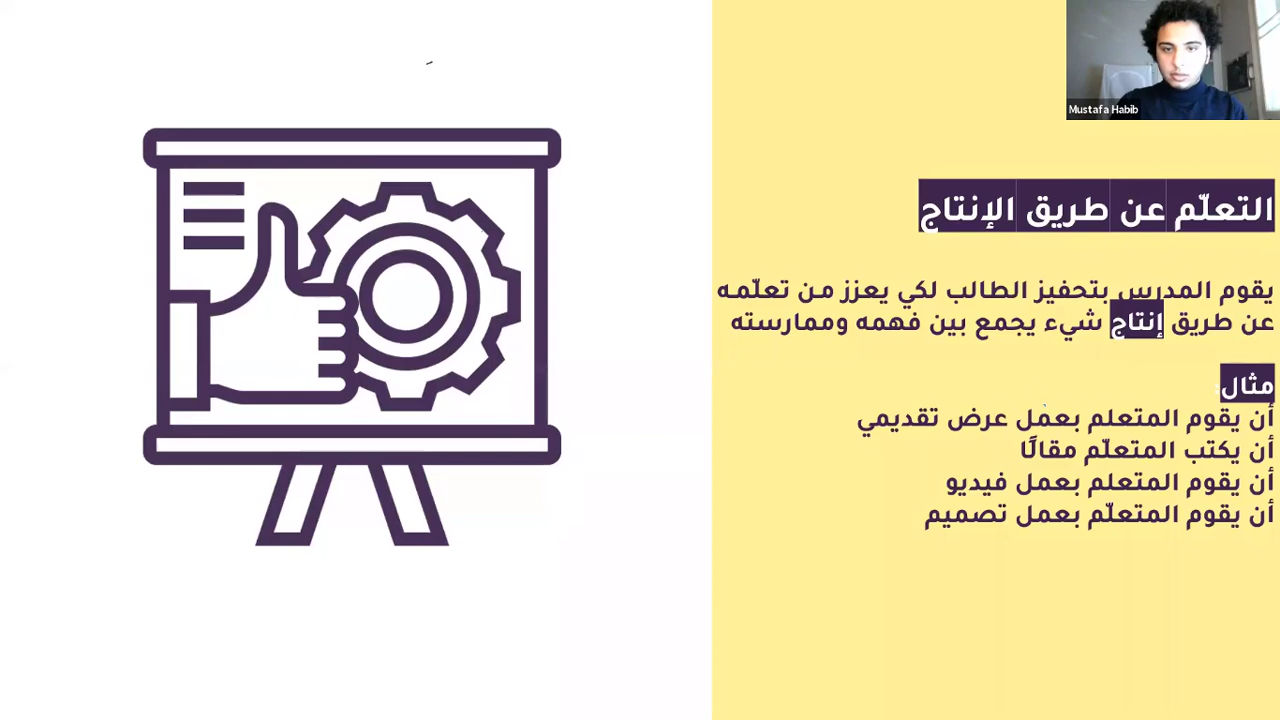 Mustafa Habib
التعلّم عن طريق الإنتاج
يقوم المدرس بتحفيز الطالب لكي يعزز من تعلّمه
عن طريق إنتاج شيء يجمع بين فهمه وممارسته
مثال:
أن يقوم المتعلم بعمل عرض تقديمي
أن يكتب المتعلّم مقالًا
أن يقوم المتعلم بعمل فيديو
أن يقوم المتعلّم بعمل تصميم